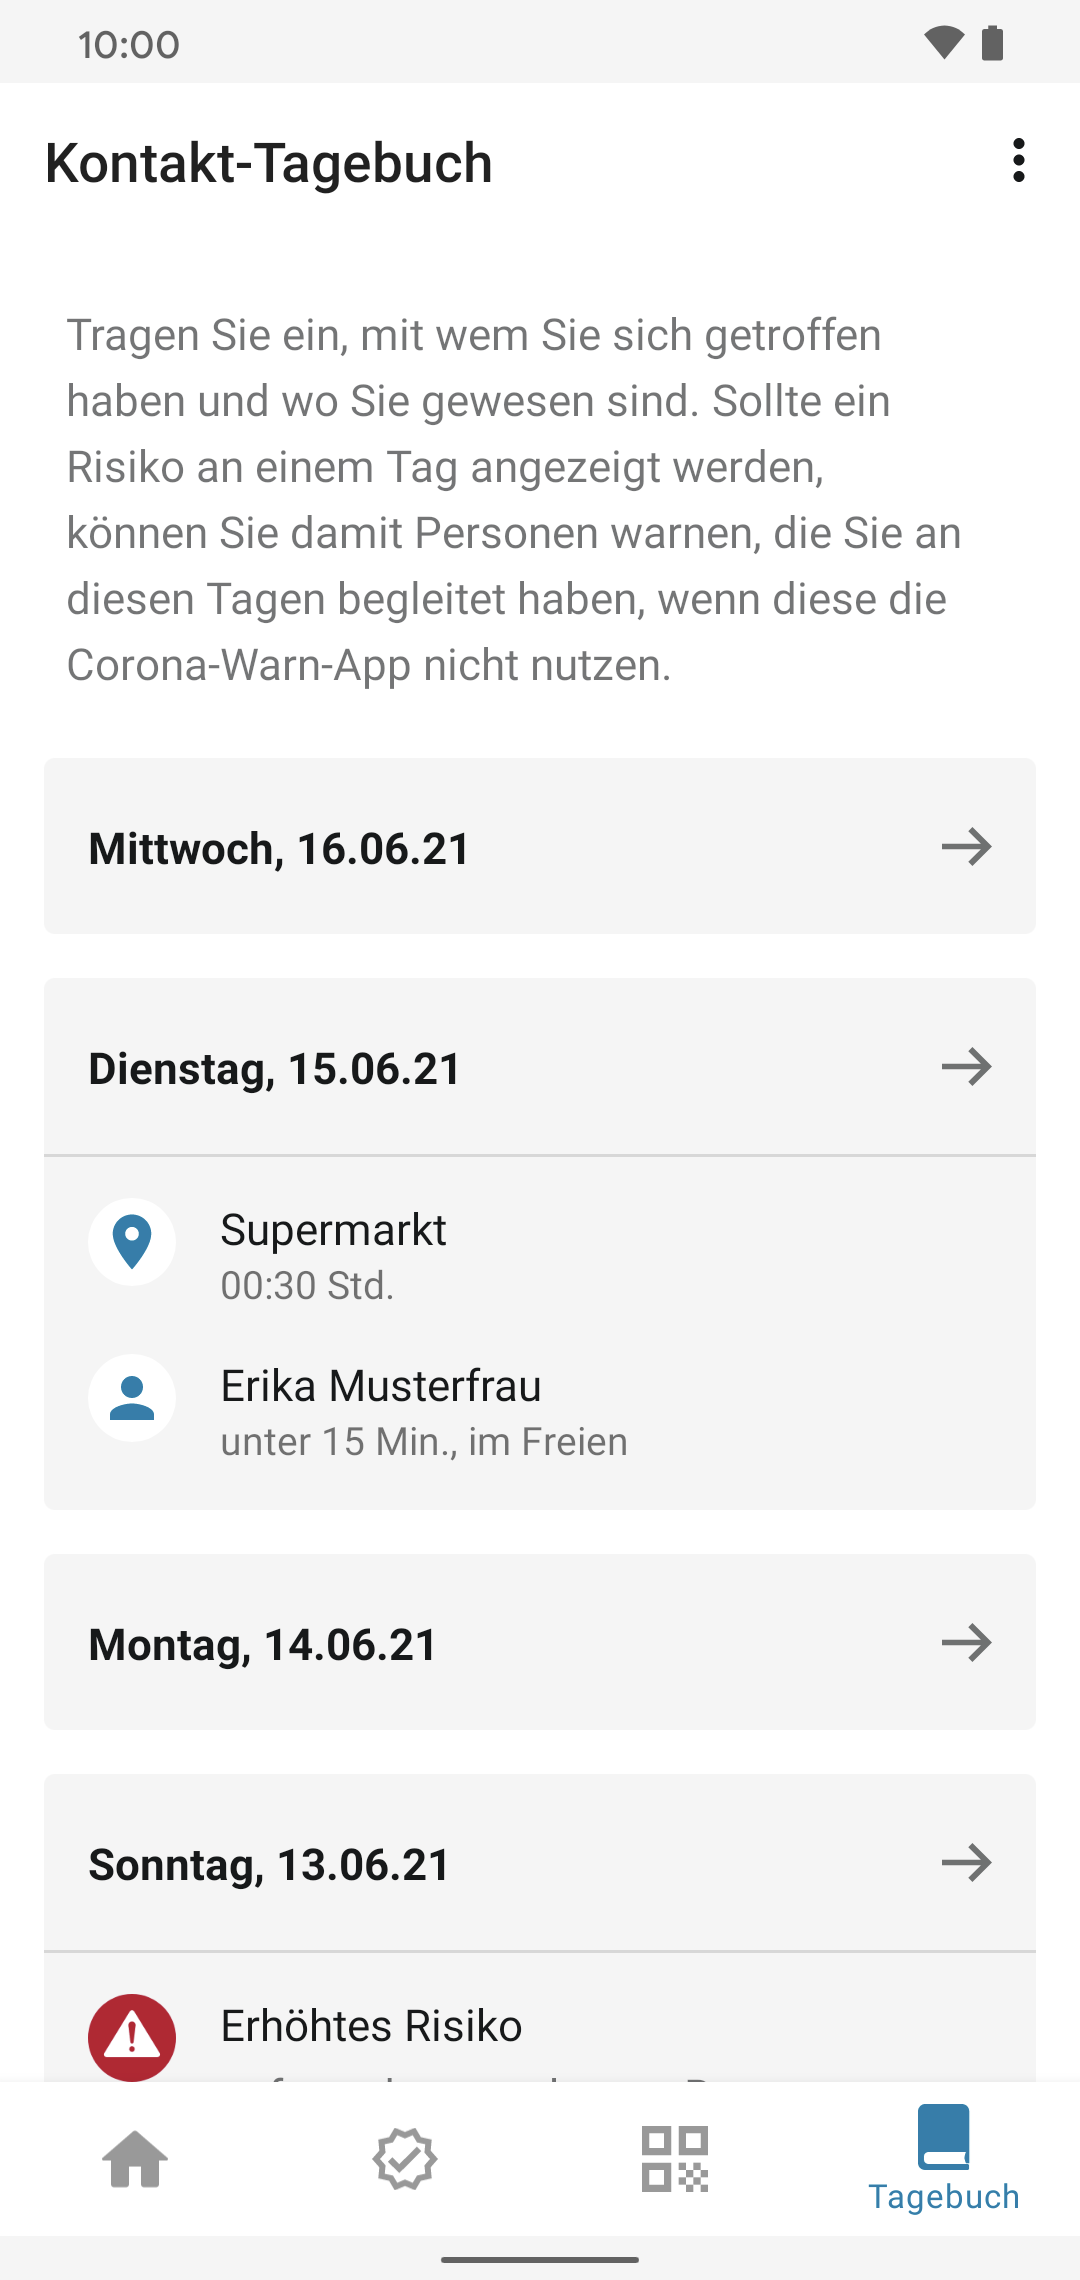 10:00
Kontakt-Tagebuch
Tragen Sie ein, mit wem Sie sich getroffen
haben und wo Sie gewesen sind. Sollte ein
Risiko an einem Tag angezeigt werden,
können Sie damit Personen warnen, die Sie an
diesen Tagen begleitet haben, wenn diese die
Corona-Warn-App nicht nutzen.
Mittwoch, 16.06.21
Dienstag, 15.06.21
Supermarkt
00:30 Std.
Erika Musterfrau
unter 15 Min., im Freien
Montag, 14.06.21
Sonntag, 13.06.21
Erhöhtes Risiko
Tagebuch